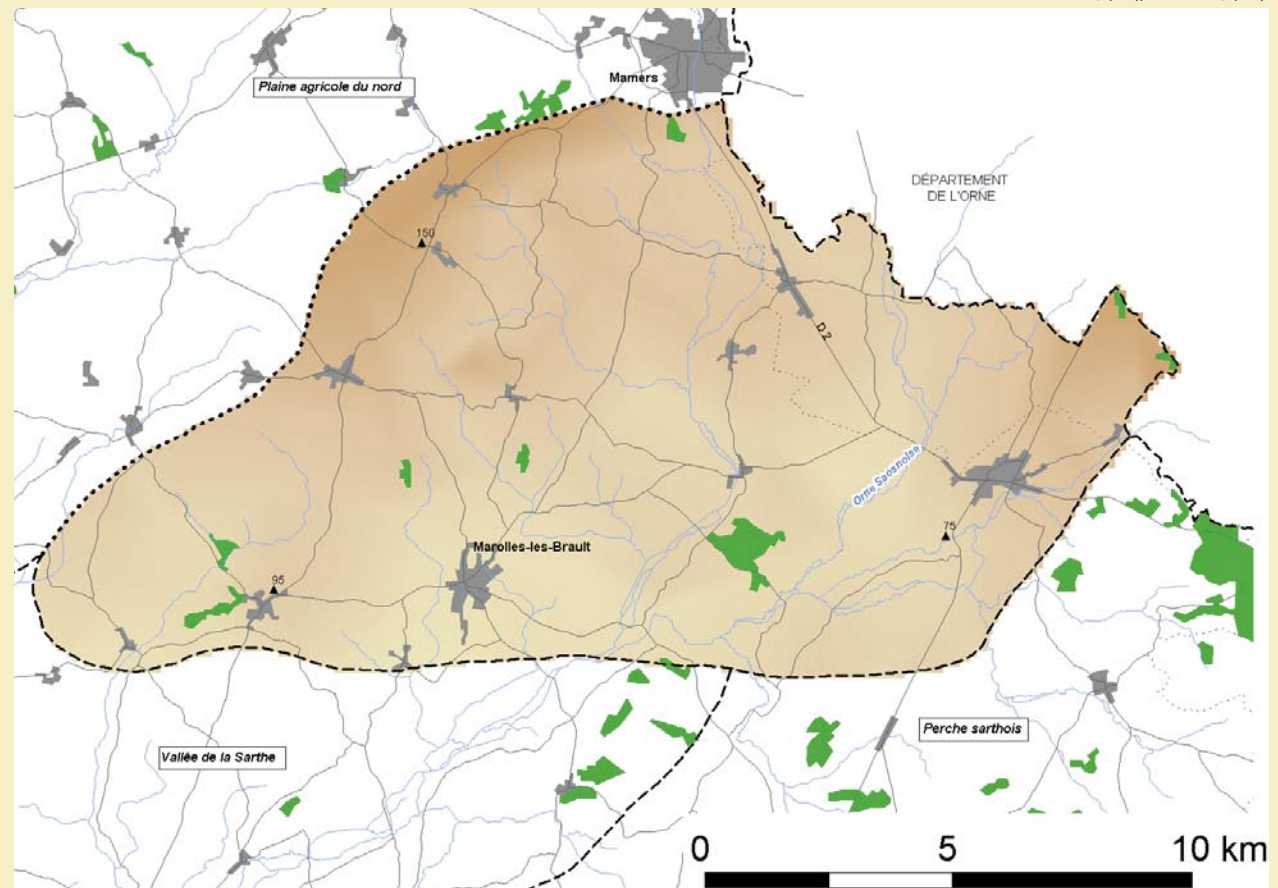 Mamers
Plaine agricole du nord
DÉPARTEMENT
DE L'ORNE
150
D 2
Orne Saosnoise
75
Marolles-les-Brault
95
Perche sarthois
Vallée de la Sarthe
0 5 10 km